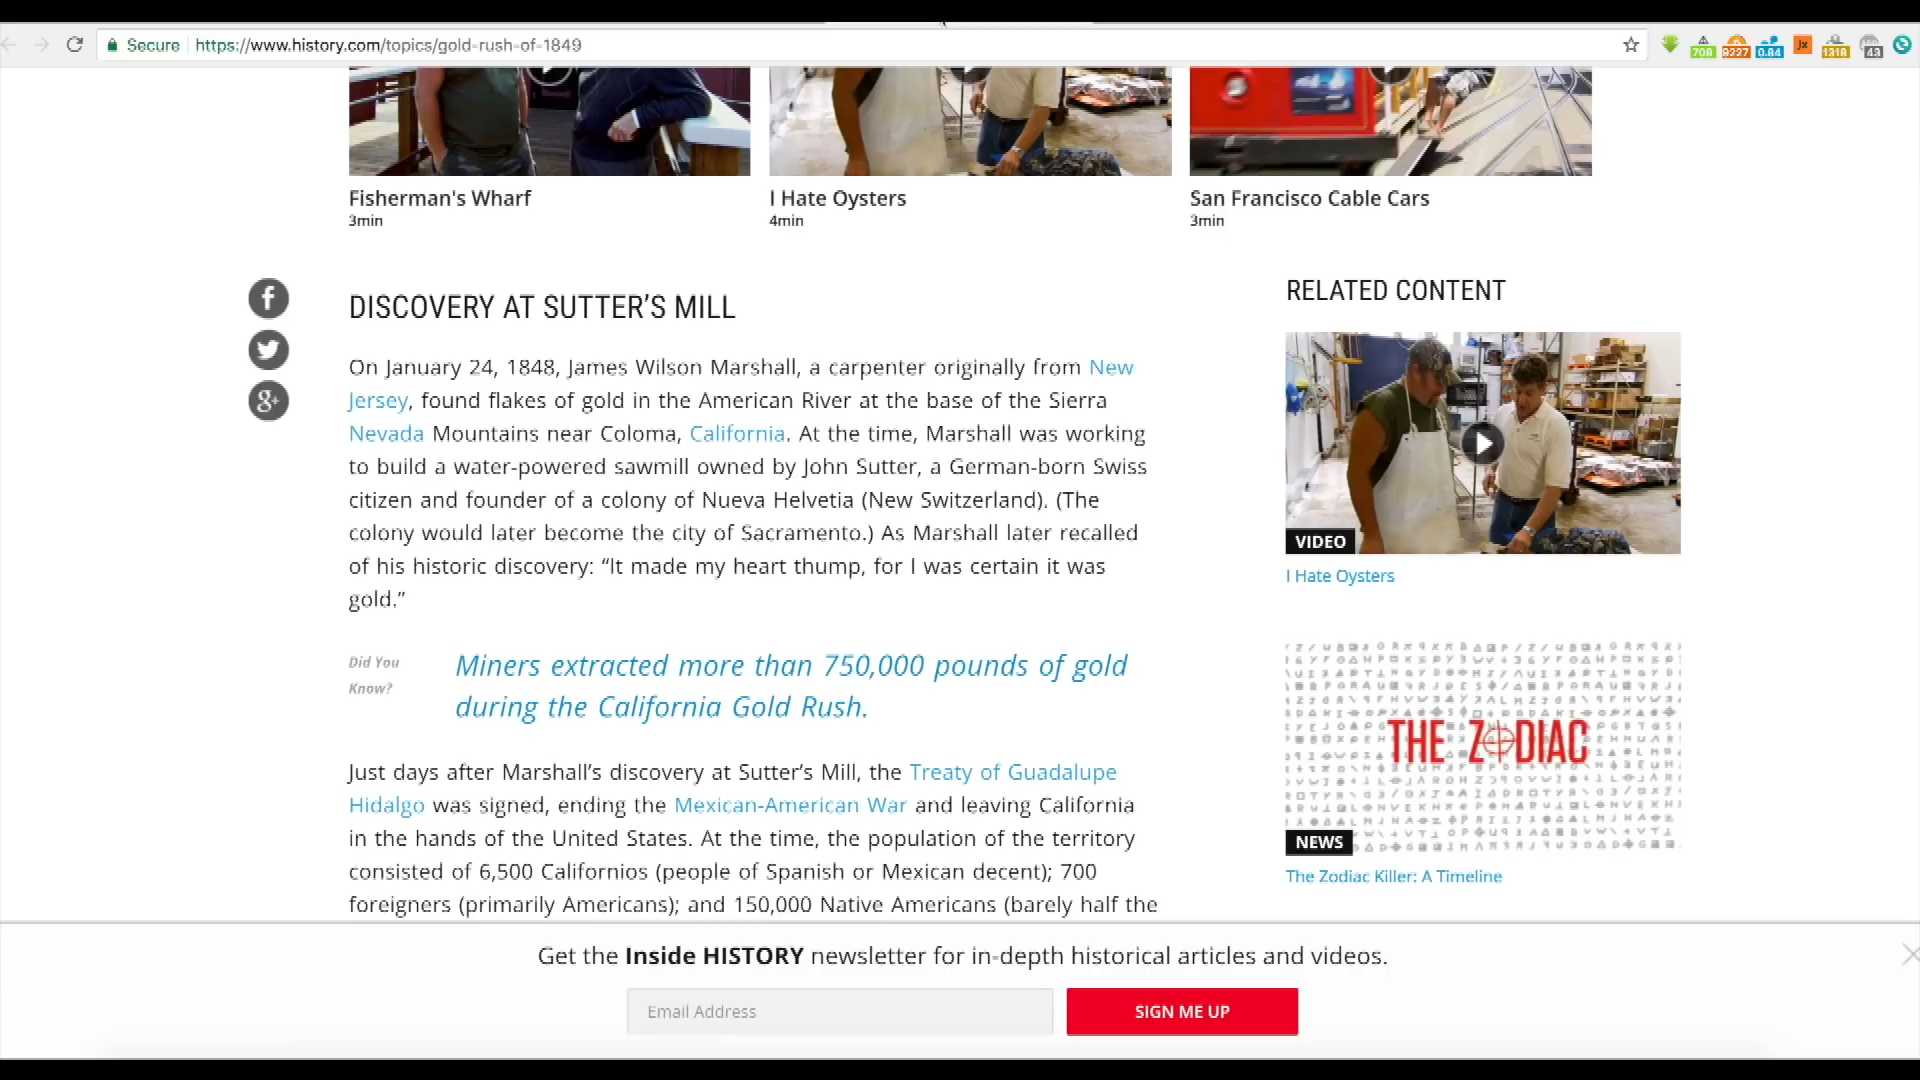 Secure https://www.history.com/topics/gold-rush-of-1849
708 9227 0.84 Jx 1318 43
Fisherman's Wharf
3min
I Hate Oysters
4min
San Francisco Cable Cars
3min
DISCOVERY AT SUTTER’S MILL
On January 24, 1848, James Wilson Marshall, a carpenter originally from New
Jersey, found flakes of gold in the American River at the base of the Sierra
Nevada Mountains near Coloma, California. At the time, Marshall was working
to build a water-powered sawmill owned by John Sutter, a German-born Swiss
citizen and founder of a colony of Nueva Helvetia (New Switzerland). (The
colony would later become the city of Sacramento.) As Marshall later recalled
of his historic discovery: “It made my heart thump, for I was certain it was
gold.”
Did You
Know?
Miners extracted more than 750,000 pounds of gold
during the California Gold Rush.
Just days after Marshall’s discovery at Sutter’s Mill, the Treaty of Guadalupe
Hidalgo was signed, ending the Mexican-American War and leaving California
in the hands of the United States. At the time, the population of the territory
consisted of 6,500 Californios (people of Spanish or Mexican decent); 700
foreigners (primarily Americans); and 150,000 Native Americans (barely half the
RELATED CONTENT
VIDEO
I Hate Oysters
THE ZODIAC
NEWS
The Zodiac Killer: A Timeline
Get the Inside HISTORY newsletter for in-depth historical articles and videos.
Email Address
SIGN ME UP